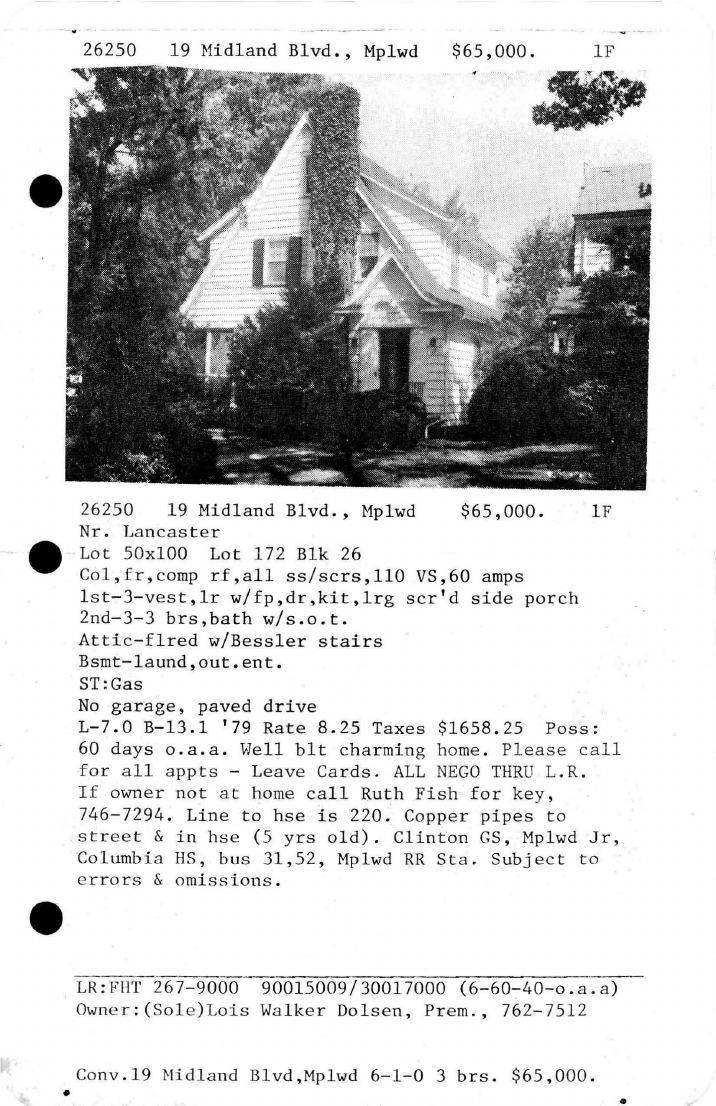 26250 19 Midland Blvd., Mplwd $65,000. 1F
26250 19 Midland Blvd., Mplwd $65,000. 1F
Nr. Lancaster
Lot 50x100 Lot 172 Blk 26
Col,fr,comp rf,all ss/scrs,110 VS,60 amps
1st-3-vest,lr w/fp,dr,kit,lrg scr'd side porch
2nd-3-3 brs,bath w/s.o.t.
Attic-flred w/Bessler stairs
Bsmt-laund,out.ent.
ST:Gas
No garage, paved drive
L-7.0 B-13.1 '79 Rate 8.25 Taxes $1658.25 Poss:
60 days o.a.a. Well blt charming home. Please call
for all appts - Leave Cards. ALL NEGO THRU L.R.
If owner not at home call Ruth Fish for key,
746-7294. Line to hse is 220. Copper pipes to
street & in hse (5 yrs old). Clinton GS, Mplwd Jr,
Columbia HS, bus 31,52, Mplwd RR Sta. Subject to
errors & omissions.
LR:FHT 267-9000 90015009/30017000 (6-60-40-o.a.a)
Owner:(Sole)Lois Walker Dolsen, Prem., 762-7512
Conv.19 Midland Blvd,Mplwd 6-1-0 3 brs. $65,000.